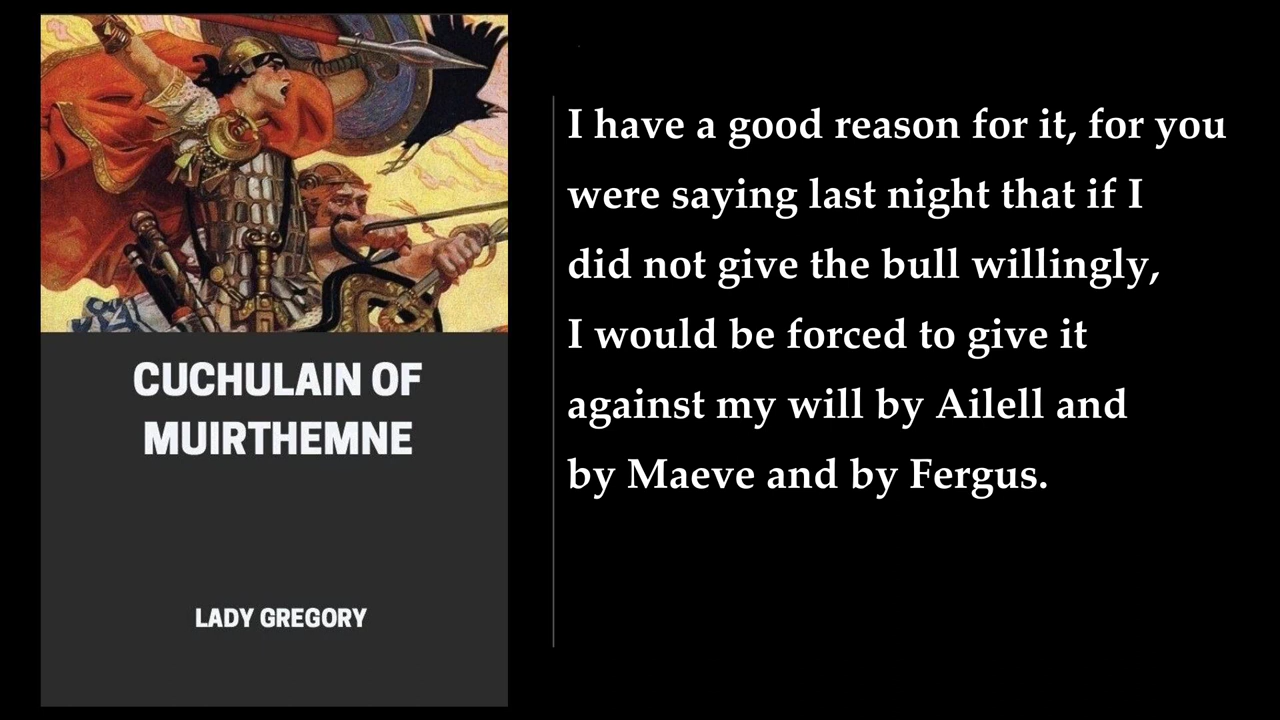 CUCHULAIN OF
MUIRTHEMNE
LADY GREGORY
I have a good reason for it, for you
were saying last night that if I
did not give the bull willingly,
I would be forced to give it
against my will by Ailell and
by Maeve and by Fergus.